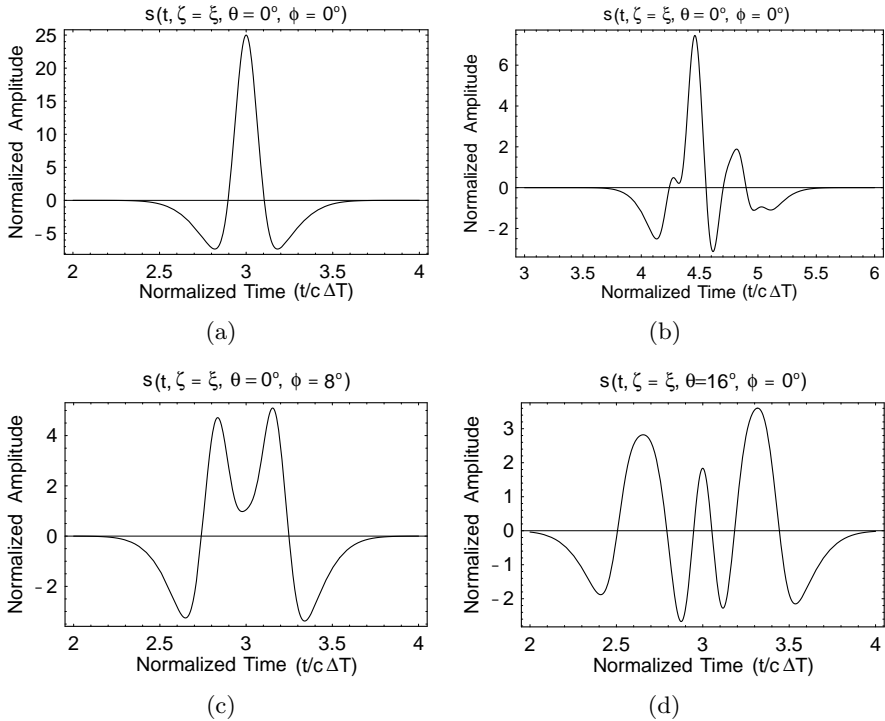 s(t, ζ = ξ, θ = 0°, ϕ = 0°)
Normalized Amplitude
25
20
15
10
5
0
−5
2
2.5
3
3.5
4
Normalized Time (t/c ΔT)
(a)
s(t, ζ = ξ, θ = 0°, ϕ = 0°)
Normalized Amplitude
6
4
2
0
−2
3
3.5
4
4.5
5
5.5
6
Normalized Time (t/c ΔT)
(b)
s(t, ζ = ξ, θ = 0°, ϕ = 8°)
Normalized Amplitude
4
2
0
−2
2
2.5
3
3.5
4
Normalized Time (t/c ΔT)
(c)
s(t, ζ = ξ, θ=16°, ϕ = 0°)
Normalized Amplitude
3
2
1
0
−1
−2
2
2.5
3
3.5
4
Normalized Time (t/c ΔT)
(d)